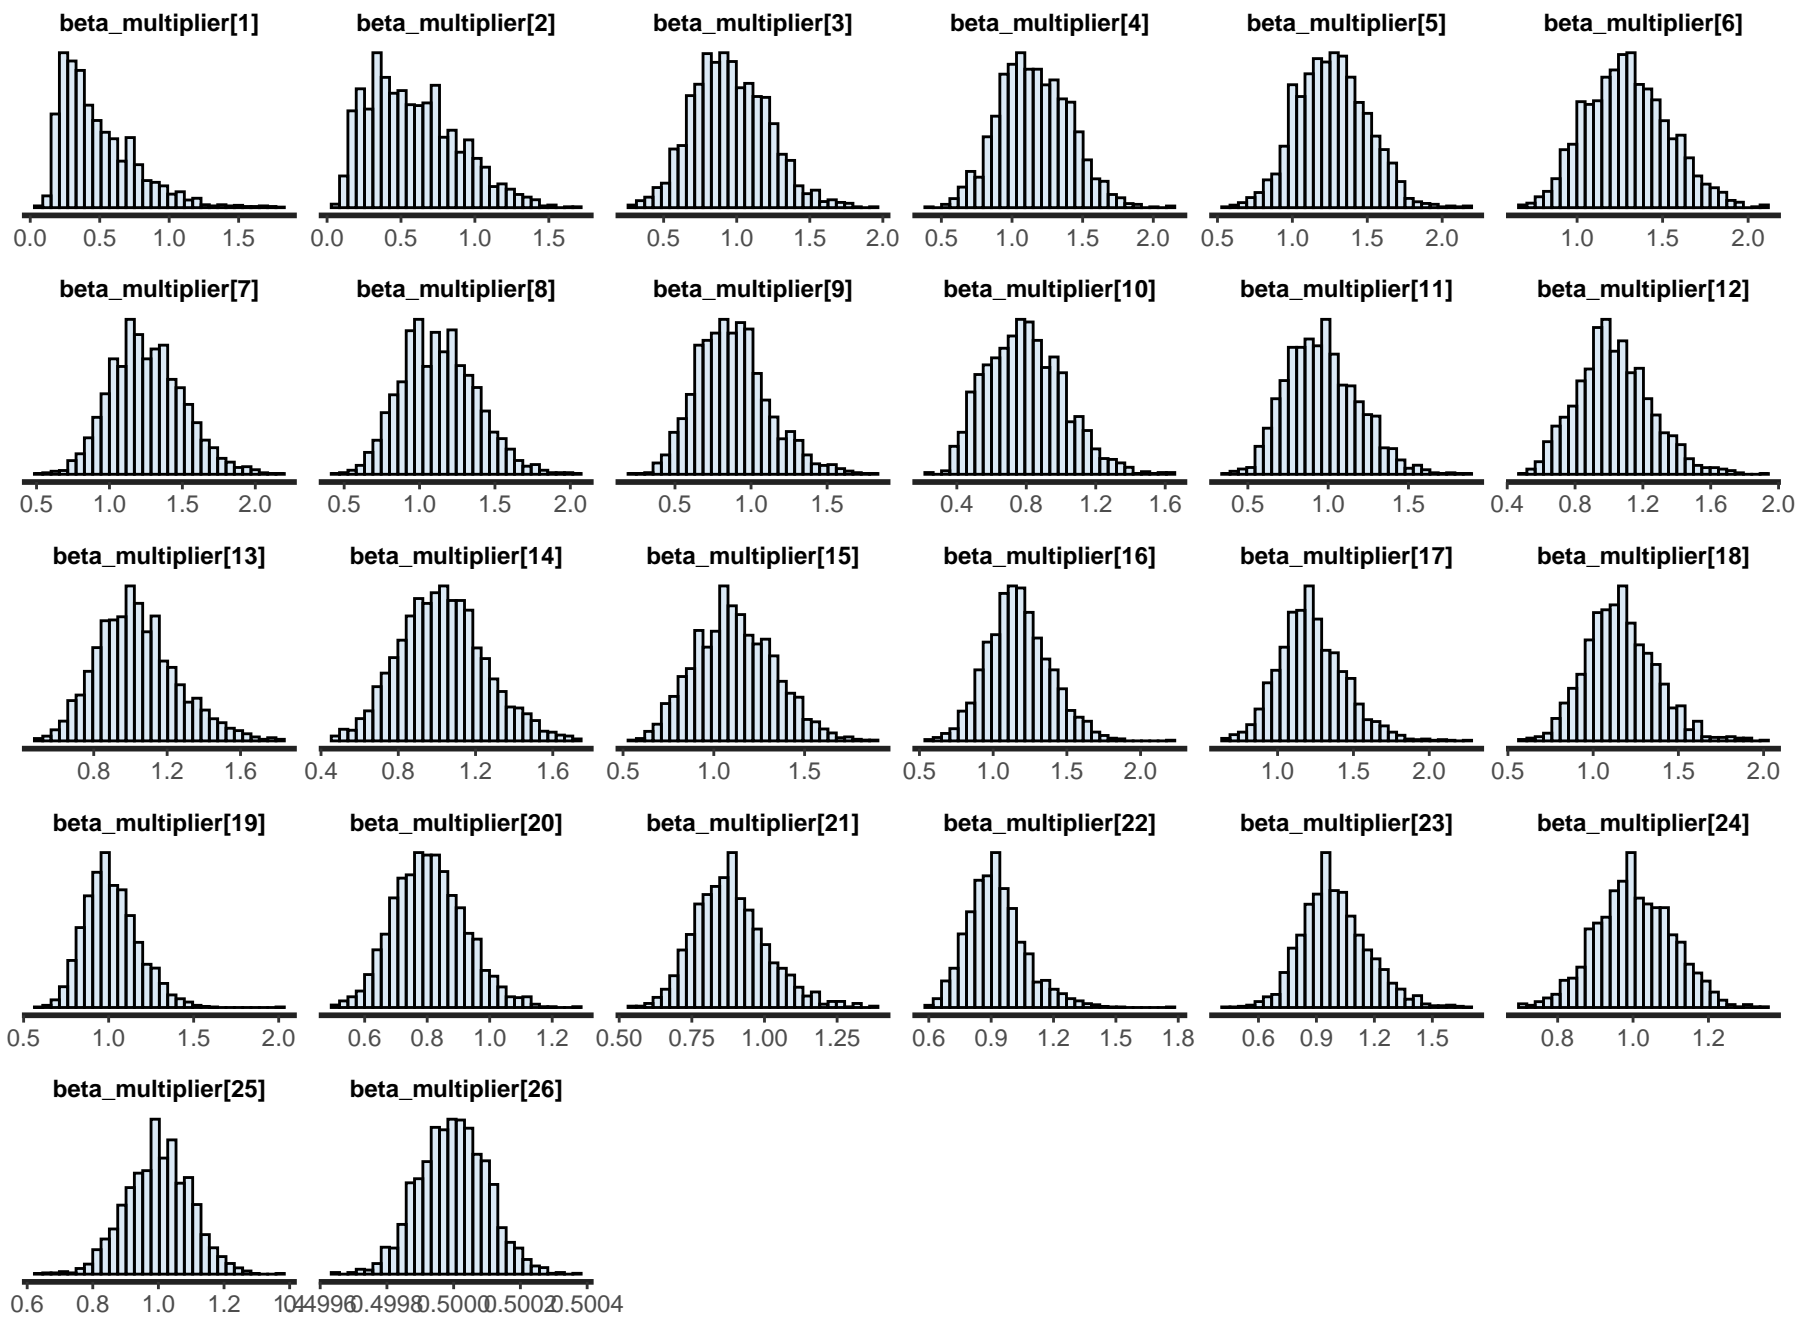 beta_multiplier[1] beta_multiplier[2] beta_multiplier[3] beta_multiplier[4] beta_multiplier[5] beta_multiplier[6]
0.0 0.5 1.0 1.5 0.0 0.5 1.0 1.5 0.5 1.0 1.5 2.0 0.5 1.0 1.5 2.0 0.5 1.0 1.5 2.0 1.0 1.5 2.0
beta_multiplier[7] beta_multiplier[8] beta_multiplier[9] beta_multiplier[10] beta_multiplier[11] beta_multiplier[12]
0.5 1.0 1.5 2.0 0.5 1.0 1.5 2.0 0.5 1.0 1.5 0.4 0.8 1.2 1.6 0.5 1.0 1.5 0.4 0.8 1.2 1.6 2.0
beta_multiplier[13] beta_multiplier[14] beta_multiplier[15] beta_multiplier[16] beta_multiplier[17] beta_multiplier[18]
0.8 1.2 1.6 0.4 0.8 1.2 1.6 0.5 1.0 1.5 0.5 1.0 1.5 2.0 1.0 1.5 2.0 0.5 1.0 1.5 2.0
beta_multiplier[19] beta_multiplier[20] beta_multiplier[21] beta_multiplier[22] beta_multiplier[23] beta_multiplier[24]
0.5 1.0 1.5 2.0 0.6 0.8 1.0 1.2 0.50 0.75 1.00 1.25 0.6 0.9 1.2 1.5 1.8 0.6 0.9 1.2 1.5 0.8 1.0 1.2
beta_multiplier[25] beta_multiplier[26]
0.6 0.8 1.0 1.2 1.4 0.4996 0.4998 0.5000 0.5002 0.5004